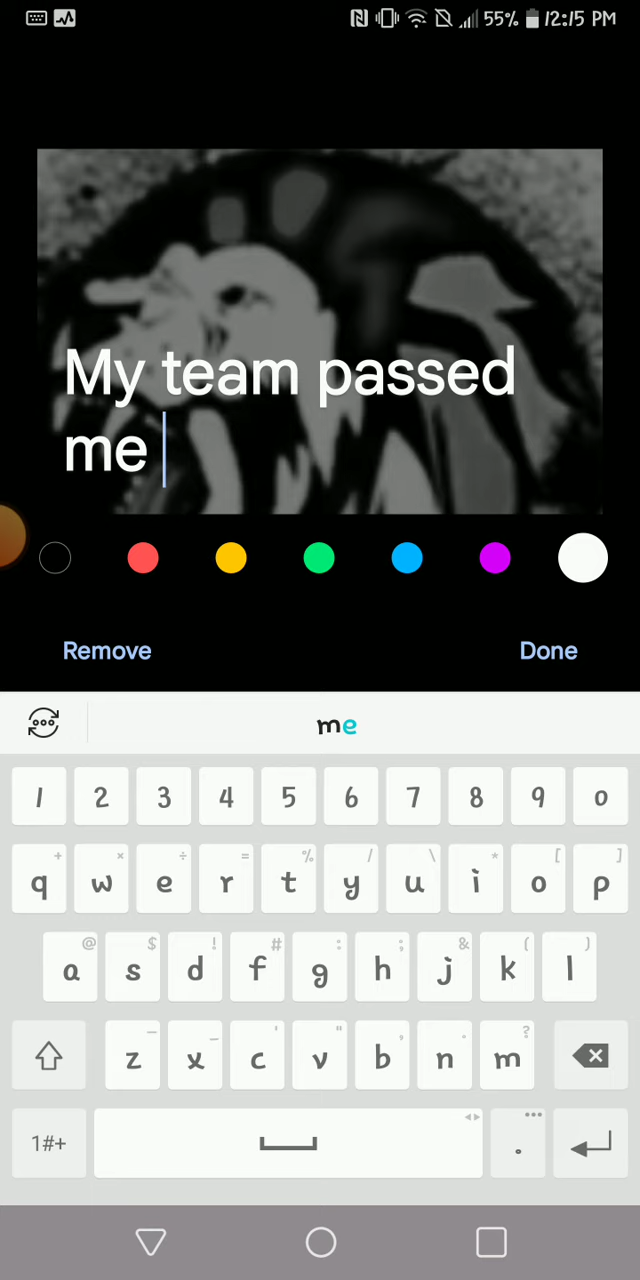 55% 12:15 PM
My team passed
me
Remove Done
me
1 2 3 4 5 6 7 8 9 0
+ × ÷ = % / \ * [ ]
q w e r t y u i o p
@ $ ! # : ; & ( )
a s d f g h j k l
– _ ' " , . ?
z x c v b n m
1#+ .